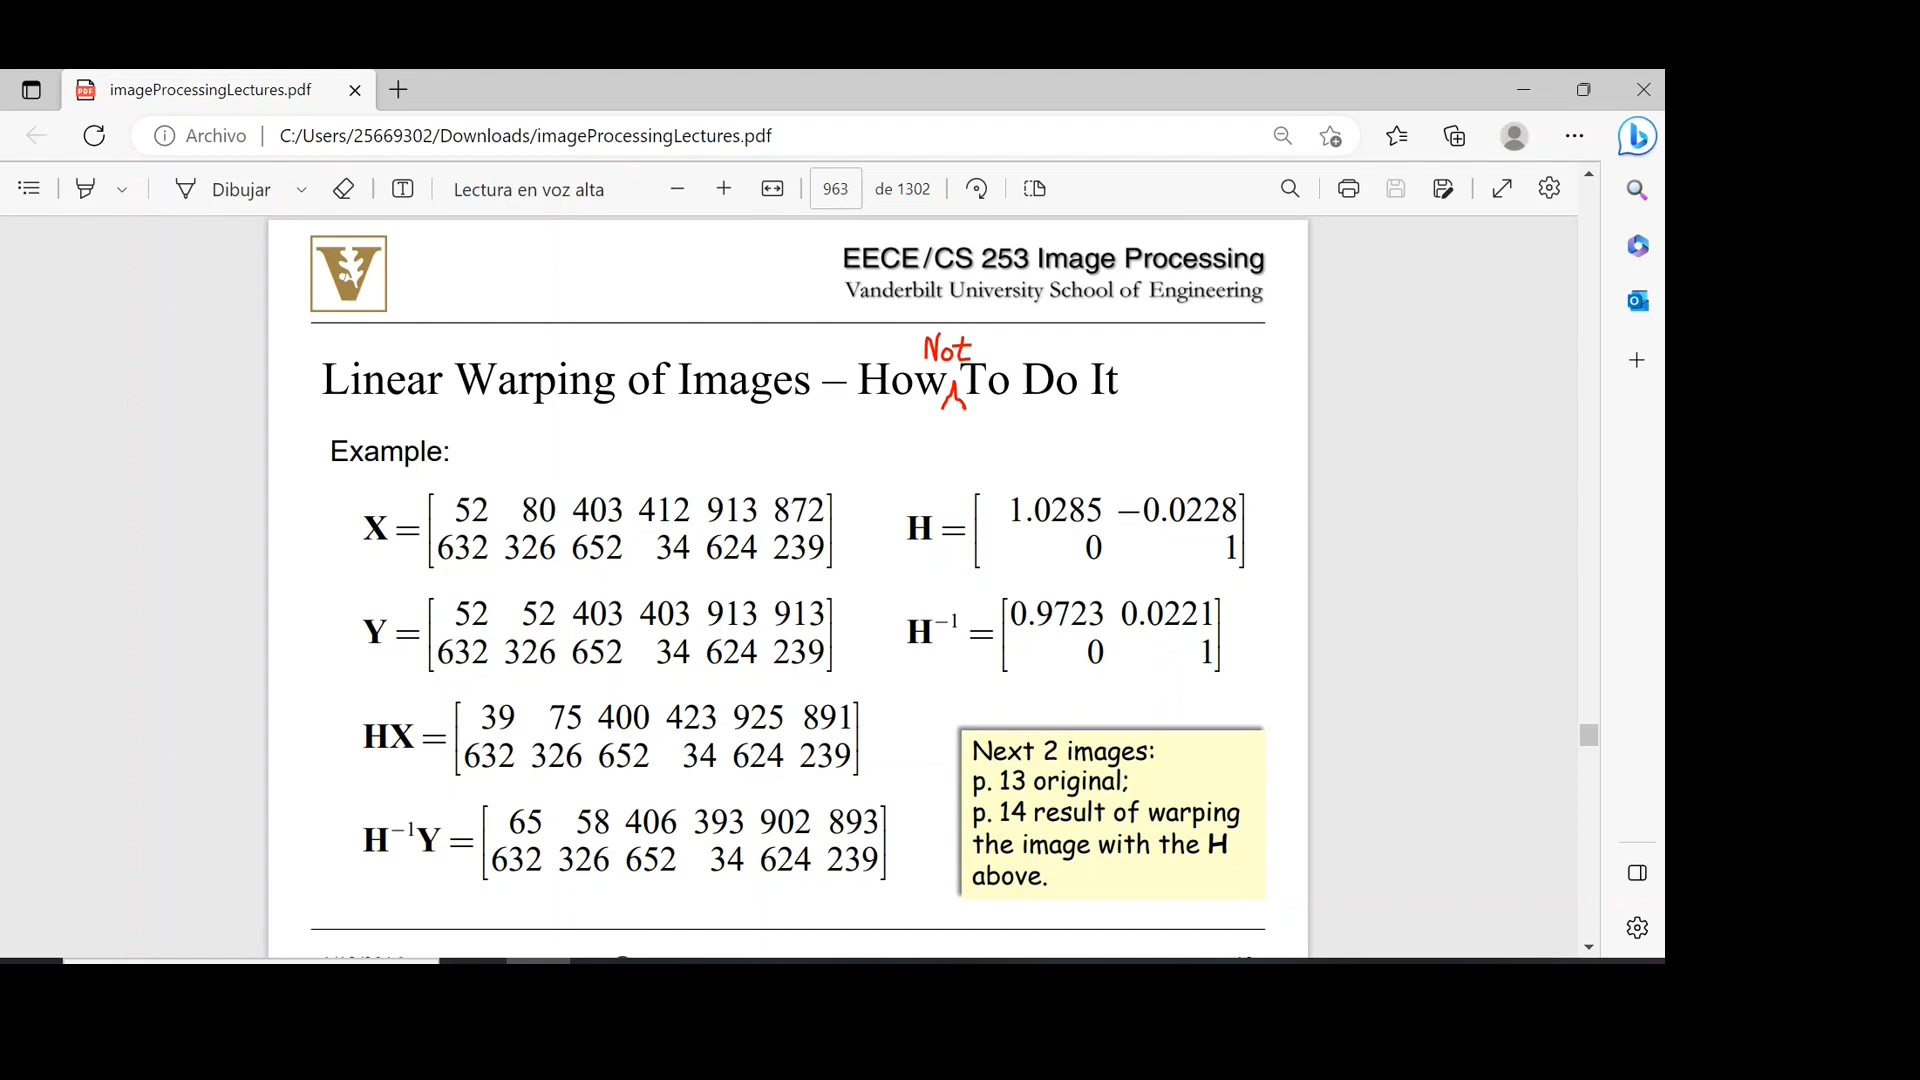 imageProcessingLectures.pdf
Archivo | C:/Users/25669302/Downloads/imageProcessingLectures.pdf
Dibujar Lectura en voz alta 963 de 1302
V
EECE/CS 253 Image Processing
Vanderbilt University School of Engineering
Not
Linear Warping of Images – How To Do It
Example:
X = [52 80 403 412 913 872
632 326 652 34 624 239]
H = [1.0285 −0.0228
0 1]
Y = [52 52 403 403 913 913
632 326 652 34 624 239]
H⁻¹ = [0.9723 0.0221
0 1]
HX = [39 75 400 423 925 891
632 326 652 34 624 239]
H⁻¹Y = [65 58 406 393 902 893
632 326 652 34 624 239]
Next 2 images:
p. 13 original;
p. 14 result of warping
the image with the H
above.